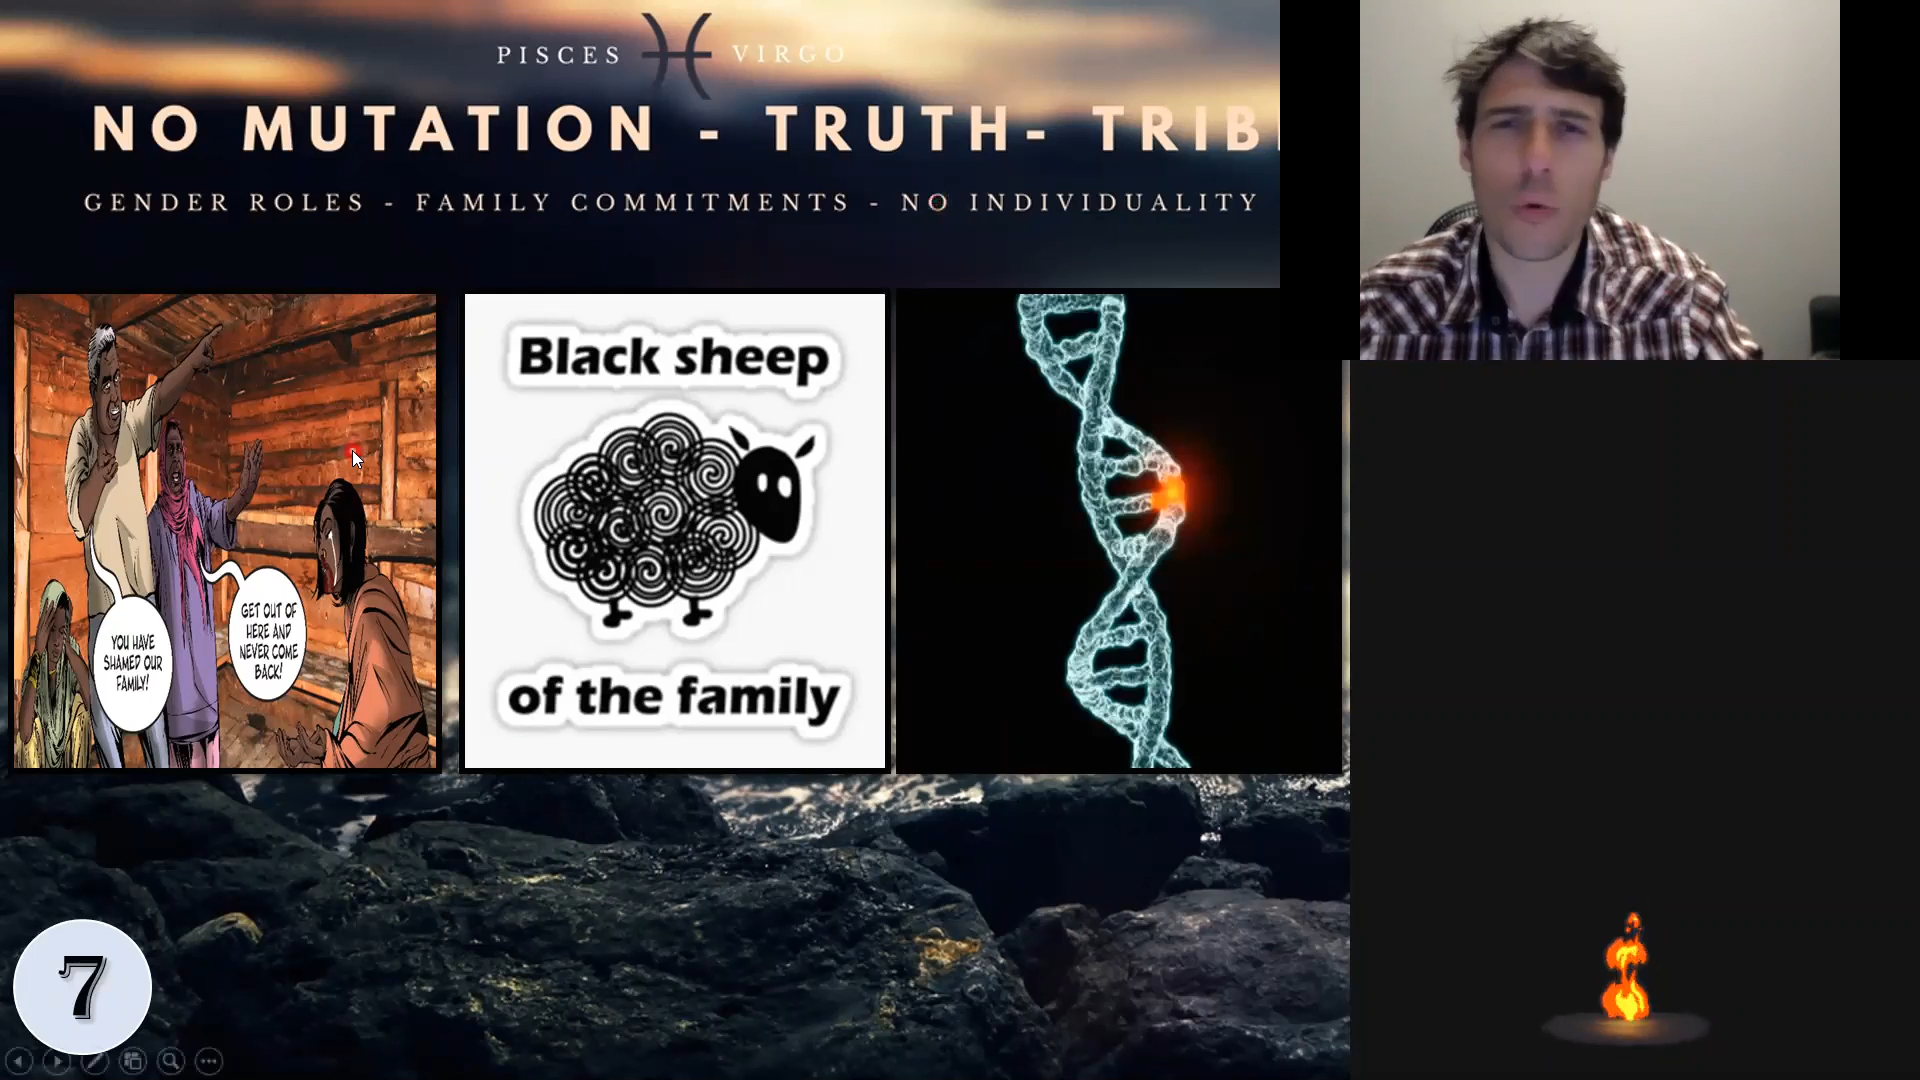 PISCES VIRGO
NO MUTATION - TRUTH- TRIB
GENDER ROLES - FAMILY COMMITMENTS - NO INDIVIDUALITY
YOU HAVE
SHAMED OUR
FAMILY!
GET OUT OF
HERE AND
NEVER COME
BACK!
Black sheep
of the family
7